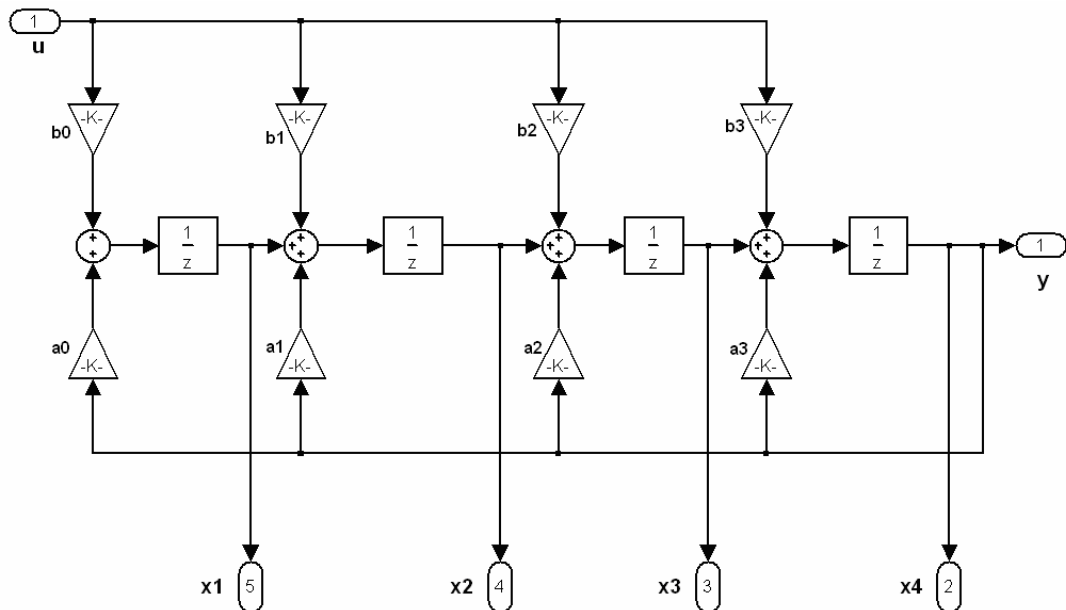 1
u
-K- -K- -K- -K-
b0 b1 b2 b3
+ + + +
1 1 1 1
+ + + + + + +
z z z z
a0 a1 a2 a3
-K- -K- -K- -K-
1
y
x1 5 x2 4 x3 3 x4 2